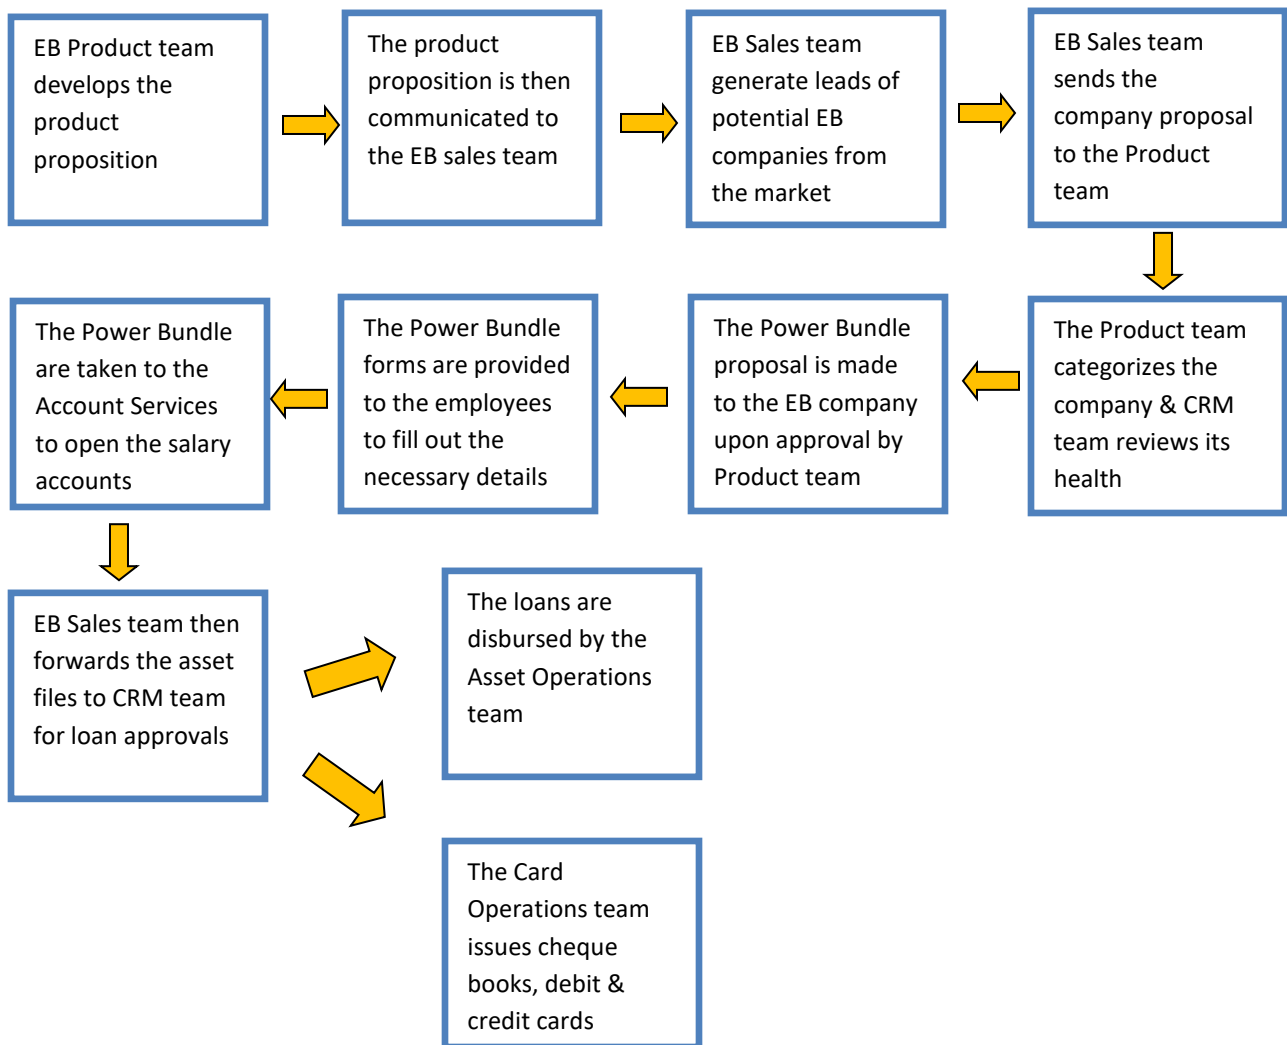 EB Product team
develops the
product
proposition
The product
proposition is then
communicated to
the EB sales team
EB Sales team
generate leads of
potential EB
companies from
the market
EB Sales team
sends the
company proposal
to the Product
team
The Product team
categorizes the
company & CRM
team reviews its
health
The Power Bundle
proposal is made
to the EB company
upon approval by
Product team
The Power Bundle
forms are provided
to the employees
to fill out the
necessary details
The Power Bundle
are taken to the
Account Services
to open the salary
accounts
EB Sales team then
forwards the asset
files to CRM team
for loan approvals
The loans are
disbursed by the
Asset Operations
team
The Card
Operations team
issues cheque
books, debit &
credit cards